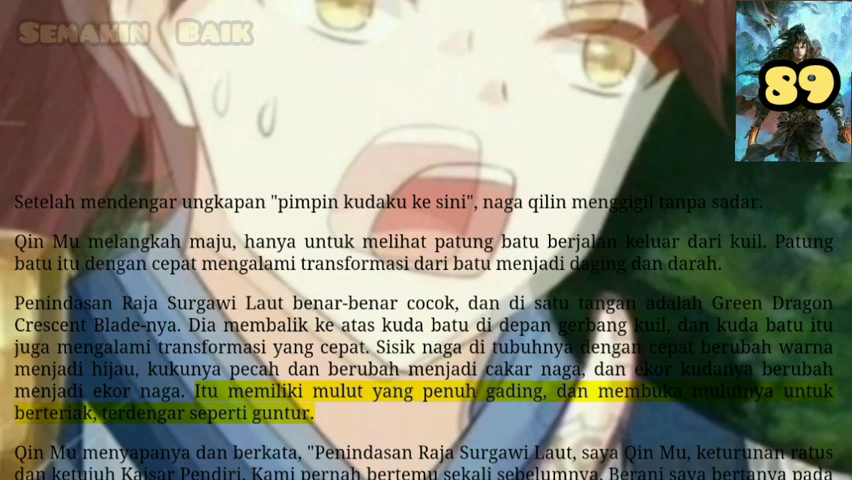 Semakin Baik
89
Setelah mendengar ungkapan "pimpin kudaku ke sini", naga qilin menggigil tanpa sadar.
Qin Mu melangkah maju, hanya untuk melihat patung batu berjalan keluar dari kuil. Patung
batu itu dengan cepat mengalami transformasi dari batu menjadi daging dan darah.
Penindasan Raja Surgawi Laut benar-benar cocok, dan di satu tangan adalah Green Dragon
Crescent Blade-nya. Dia membalik ke atas kuda batu di depan gerbang kuil, dan kuda batu itu
juga mengalami transformasi yang cepat. Sisik naga di tubuhnya dengan cepat berubah warna
menjadi hijau, kukunya pecah dan berubah menjadi cakar naga, dan ekor kudanya berubah
menjadi ekor naga. Itu memiliki mulut yang penuh gading, dan membuka mulutnya untuk
berteriak, terdengar seperti guntur.
Qin Mu menyapanya dan berkata, "Penindasan Raja Surgawi Laut, saya Qin Mu, keturunan ratus
dan ketujuh Kaisar Pendiri. Kami pernah bertemu sekali sebelumnya. Berani saya bertanya pada